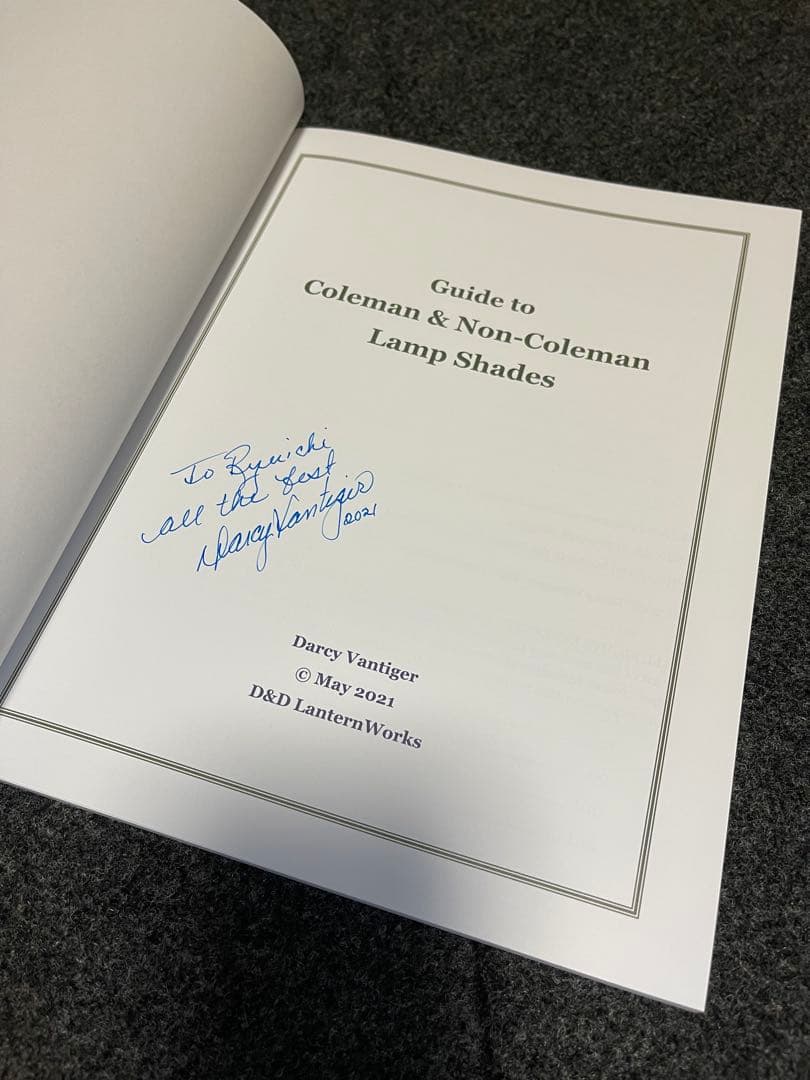 Guide to
Coleman & Non-Coleman
Lamp Shades
To Ryuichi
all the best
Darcy Vantiger
2021
Darcy Vantiger
© May 2021
D&D LanternWorks